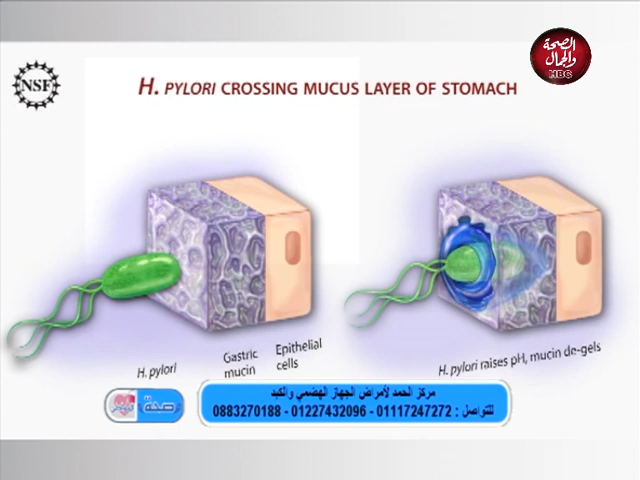 الصحة
والجمال
HBC
NSF
H. PYLORI CROSSING MUCUS LAYER OF STOMACH
H. pylori
Gastric
mucin
Epithelial
cells
H. pylori raises pH, mucin de-gels
صحة
مركز الحمد لأمراض الجهاز الهضمي والكبد
للتواصل : 01117247272 - 01227432096 - 0883270188